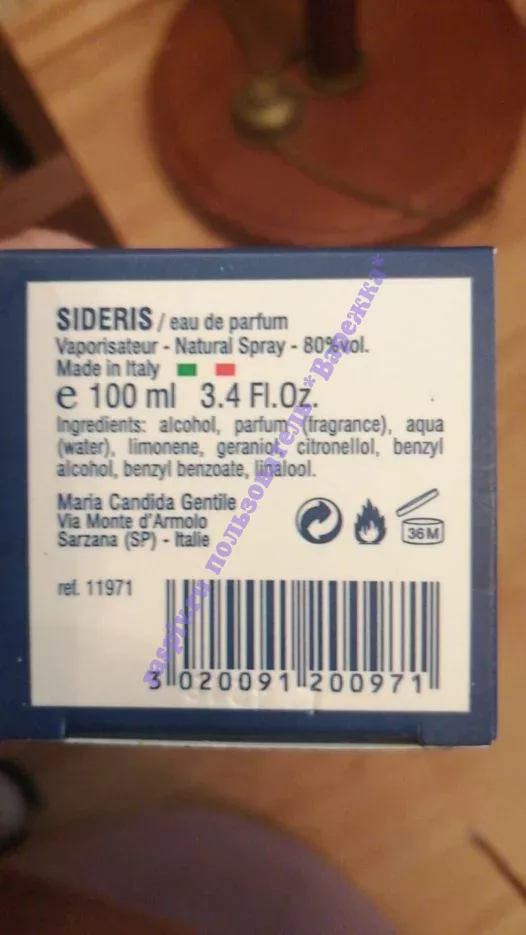 SIDERIS / eau de parfum
Vaporisateur - Natural Spray - 80%vol.
Made in Italy
e 100 ml 3.4 Fl.Oz.
Ingredients: alcohol, parfum (fragrance), aqua
(water), limonene, geraniol, citronellol, benzyl
alcohol, benzyl benzoate, linalool.
Maria Candida Gentile
Via Monte d'Armolo
Sarzana (SP) - Italie
36M
ref. 11971
3 020091 200971
пользователь *Варежка*